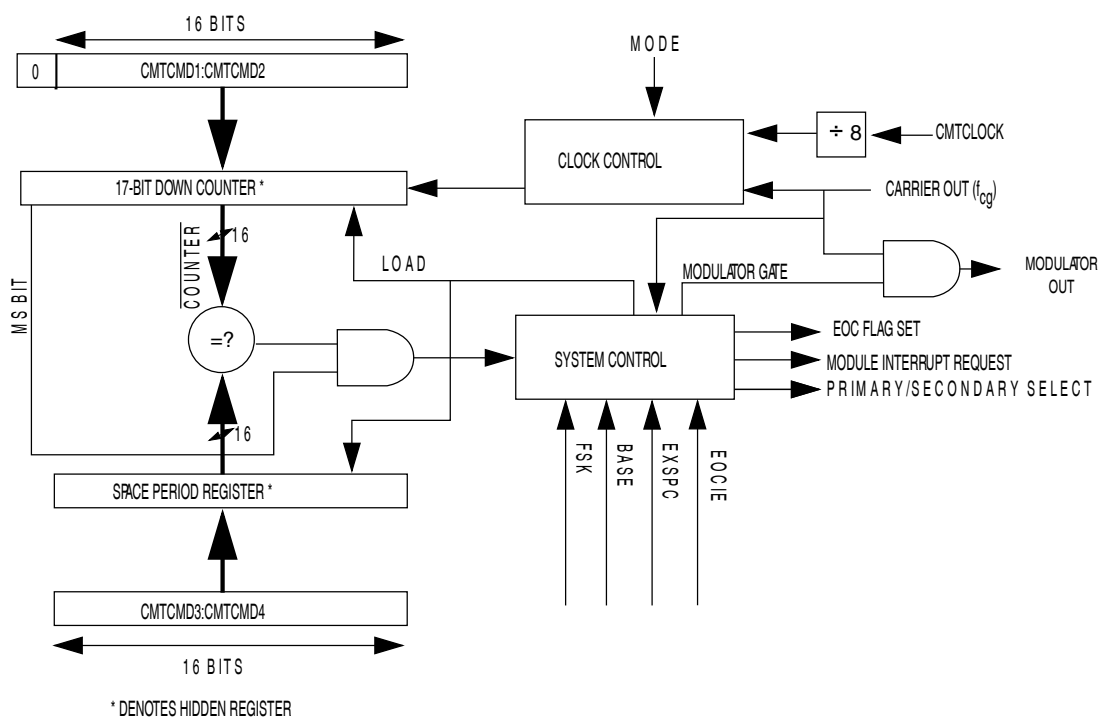 16 BITS
0
CMTCMD1:CMTCMD2
MODE
÷ 8
CMTCLOCK
CLOCK CONTROL
17-BIT DOWN COUNTER *
CARRIER OUT (fcg)
16
COUNTER
MS BIT
LOAD
MODULATOR GATE
MODULATOR
OUT
=?
SYSTEM CONTROL
EOC FLAG SET
MODULE INTERRUPT REQUEST
PRIMARY/SECONDARY SELECT
16
FSK
BASE
EXSPC
EOCIE
SPACE PERIOD REGISTER *
CMTCMD3:CMTCMD4
16 BITS
* DENOTES HIDDEN REGISTER